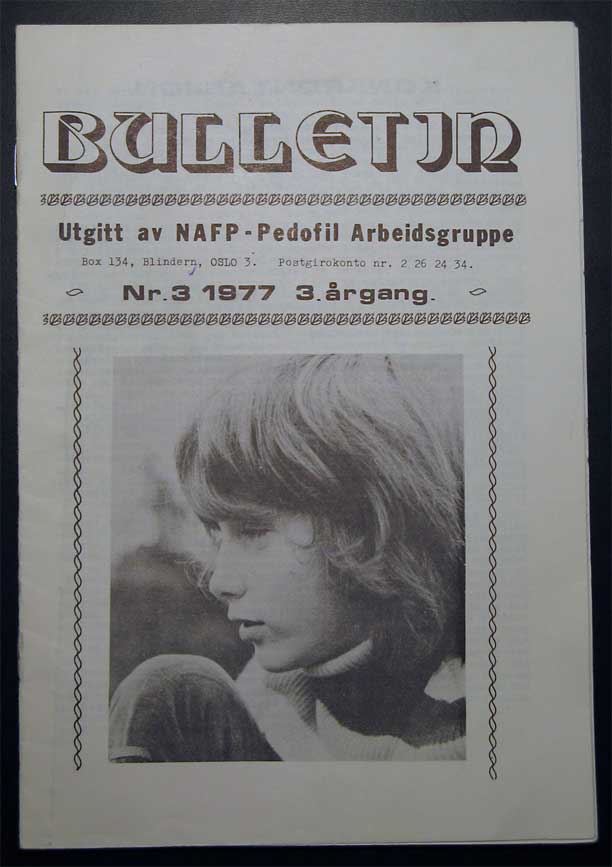 BULLETIN
Utgitt av NAFP - Pedofil Arbeidsgruppe
Box 134, Blindern, OSLO 3. Postgirokonto nr. 2 26 24 34.
Nr.3 1977 3.årgang.